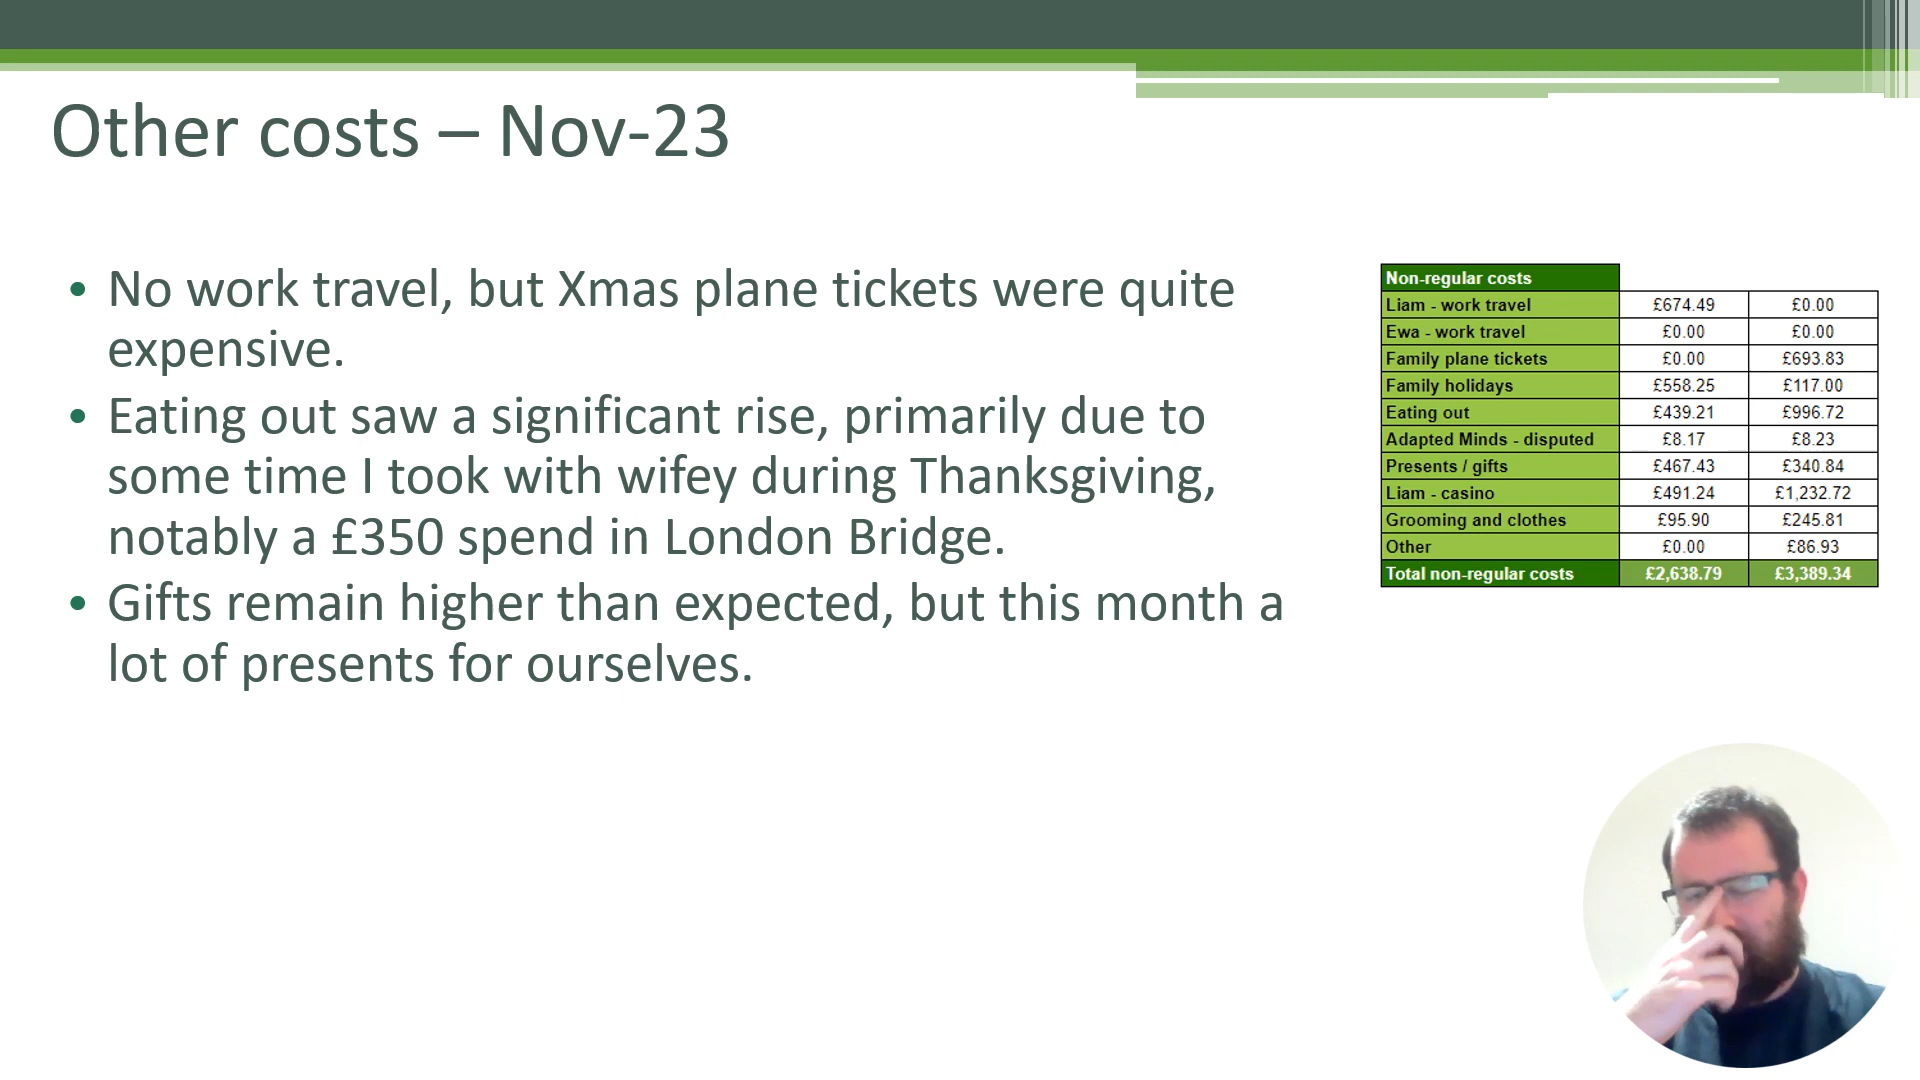 Other costs – Nov-23
• No work travel, but Xmas plane tickets were quite
expensive.
• Eating out saw a significant rise, primarily due to
some time I took with wifey during Thanksgiving,
notably a £350 spend in London Bridge.
• Gifts remain higher than expected, but this month a
lot of presents for ourselves.
Non-regular costs
Liam - work travel £674.49 £0.00
Ewa - work travel £0.00 £0.00
Family plane tickets £0.00 £693.83
Family holidays £558.25 £117.00
Eating out £439.21 £996.72
Adapted Minds - disputed £8.17 £8.23
Presents / gifts £467.43 £340.84
Liam - casino £491.24 £1,232.72
Grooming and clothes £95.90 £245.81
Other £0.00 £86.93
Total non-regular costs £2,638.79 £3,389.34